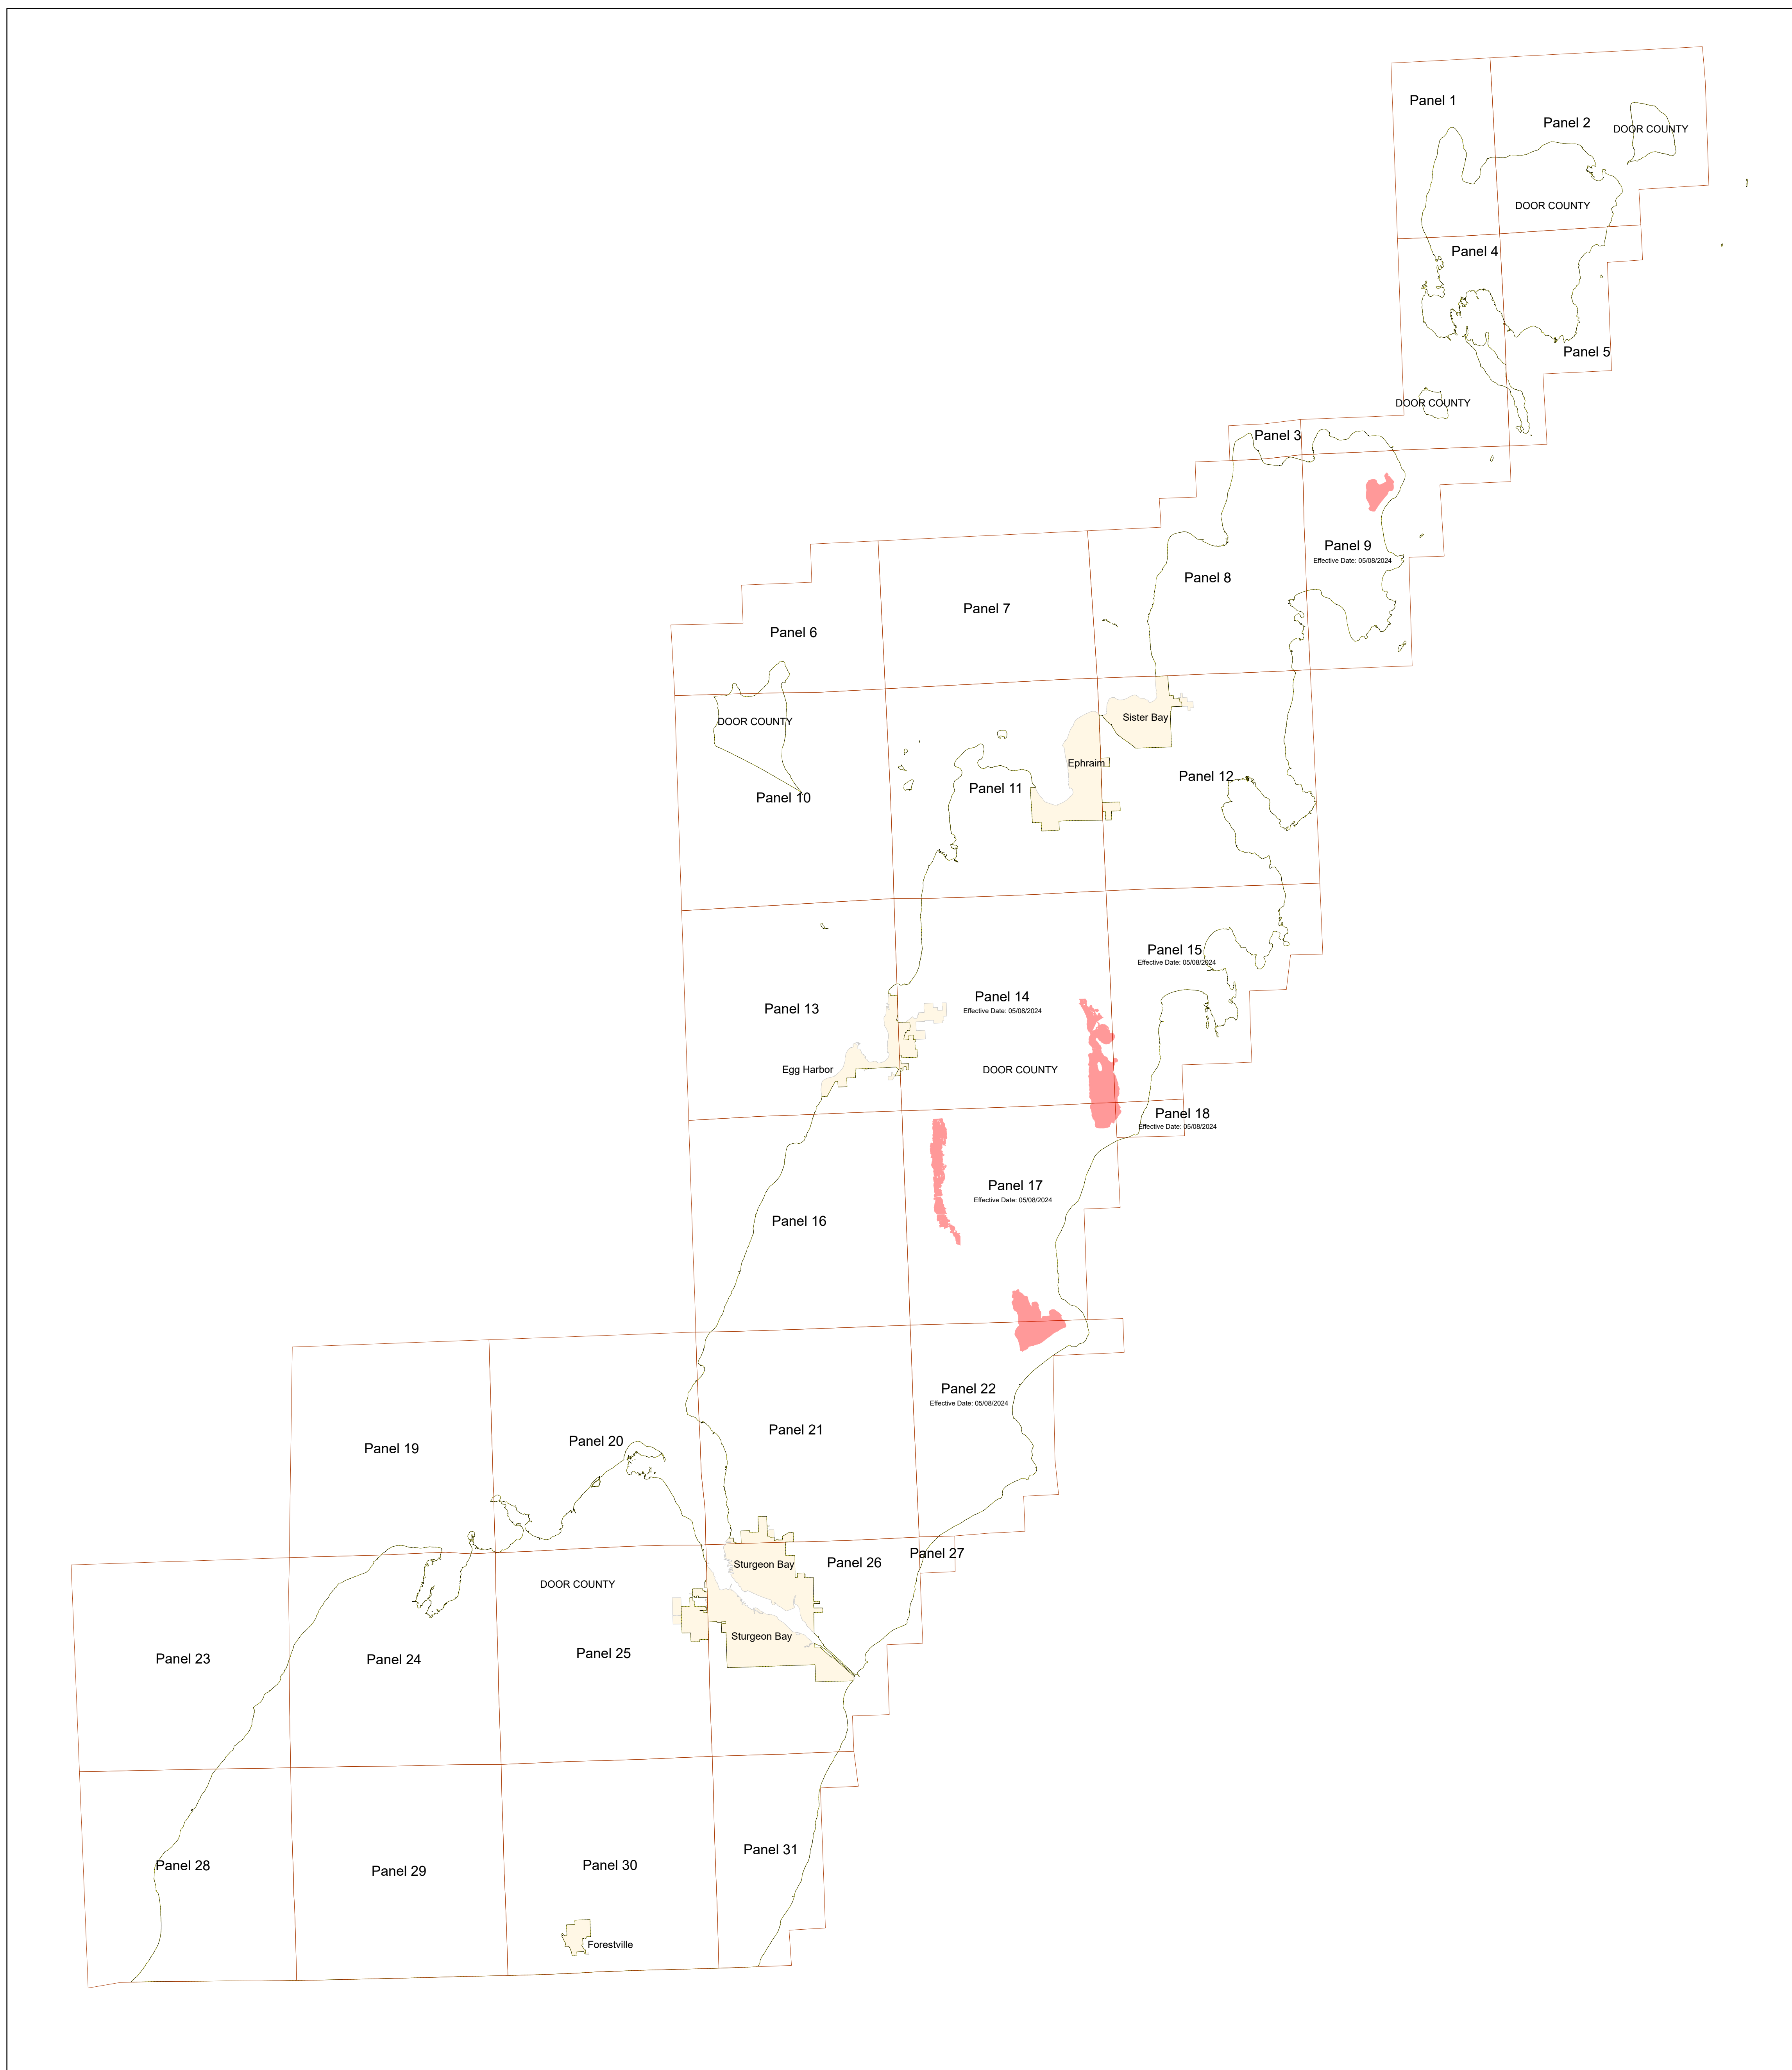 Panel 1
Panel 2
DOOR COUNTY
DOOR COUNTY
Panel 4
Panel 5
DOOR COUNTY
Panel 3
Panel 9
Effective Date: 05/08/2024
Panel 8
Panel 7
Panel 6
DOOR COUNTY
Sister Bay
Ephraim
Panel 12
Panel 11
Panel 10
Panel 15
Effective Date: 05/08/2024
Panel 14
Effective Date: 05/08/2024
Panel 13
Egg Harbor
DOOR COUNTY
Panel 18
Effective Date: 05/08/2024
Panel 17
Effective Date: 05/08/2024
Panel 16
Panel 22
Effective Date: 05/08/2024
Panel 21
Panel 20
Panel 19
Panel 27
Panel 26
Sturgeon Bay
DOOR COUNTY
Sturgeon Bay
Panel 25
Panel 24
Panel 23
Panel 31
Panel 30
Panel 29
Panel 28
Forestville